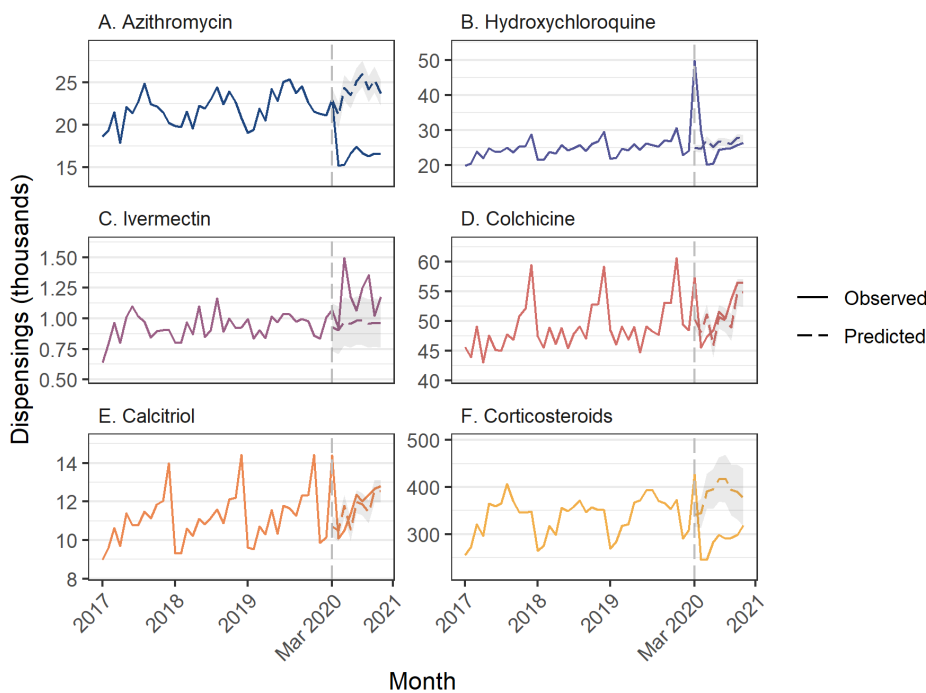 A. Azithromycin
B. Hydroxychloroquine
25
20
15
50
40
30
20
C. Ivermectin
D. Colchicine
1.50
1.25
1.00
0.75
0.50
60
55
50
45
40
E. Calcitriol
F. Corticosteroids
14
12
10
8
500
400
300
2017
2018
2019
Mar 2020
2021
2017
2018
2019
Mar 2020
2021
Dispensings (thousands)
Month
Observed
Predicted